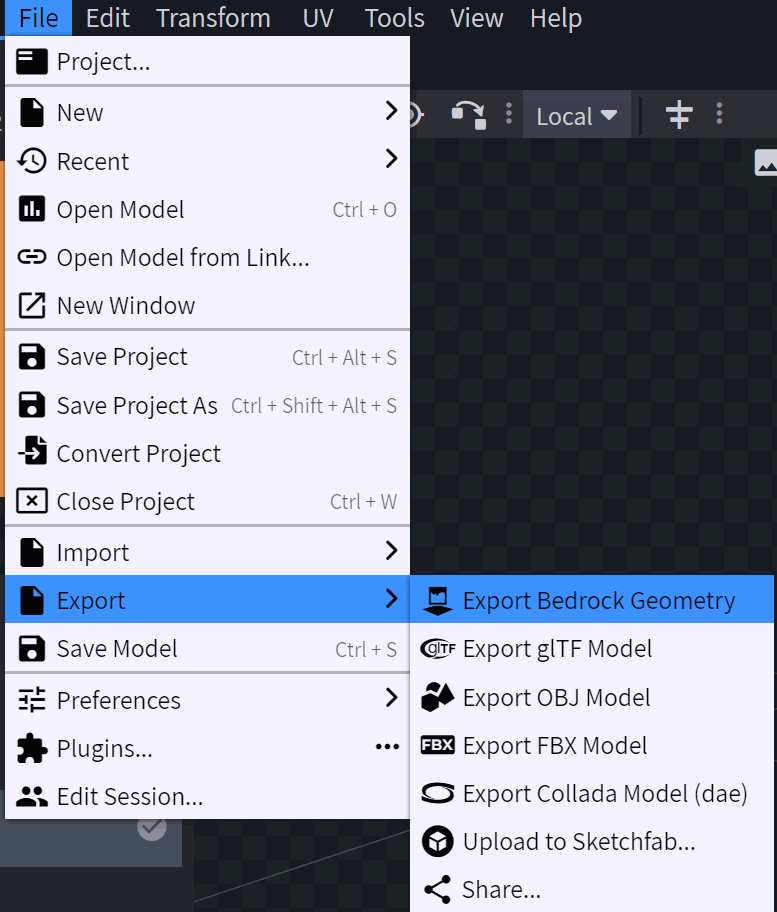 File Edit Transform UV Tools View Help
Project...
New
Local
Recent
Open Model Ctrl + O
Open Model from Link...
New Window
Save Project Ctrl + Alt + S
Save Project As Ctrl + Shift + Alt + S
Convert Project
Close Project Ctrl + W
Import
Export
Save Model Ctrl + S
Preferences
Plugins...
Edit Session...
Export Bedrock Geometry
glTF Export glTF Model
Export OBJ Model
FBX Export FBX Model
Export Collada Model (dae)
Upload to Sketchfab...
Share...